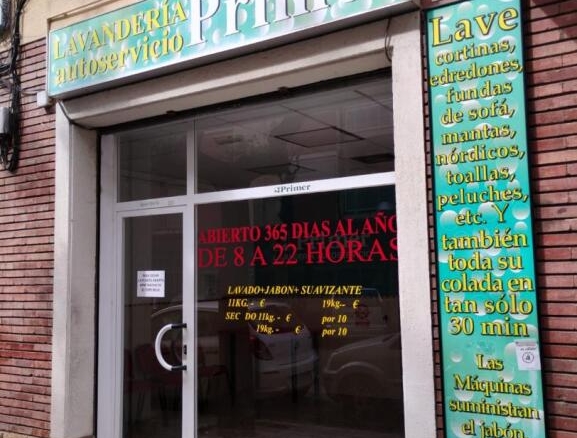 LAVANDERÍA
autoservicio
Primer
Lave
cortinas,
edredones,
fundas
de sofá,
mantas,
nórdicos,
toallas,
peluches,
etc. Y
también
toda su
colada en
tan sólo
30 min
Las
Máquinas
suministran
el jabón
Primer
ABIERTO 365 DIAS AL AÑO
DE 8 A 22 HORAS
LAVADO+JABON+ SUAVIZANTE
11KG. - € 19kg.- €
SEC DO 11kg. - € por 10
19kg. - € por 10